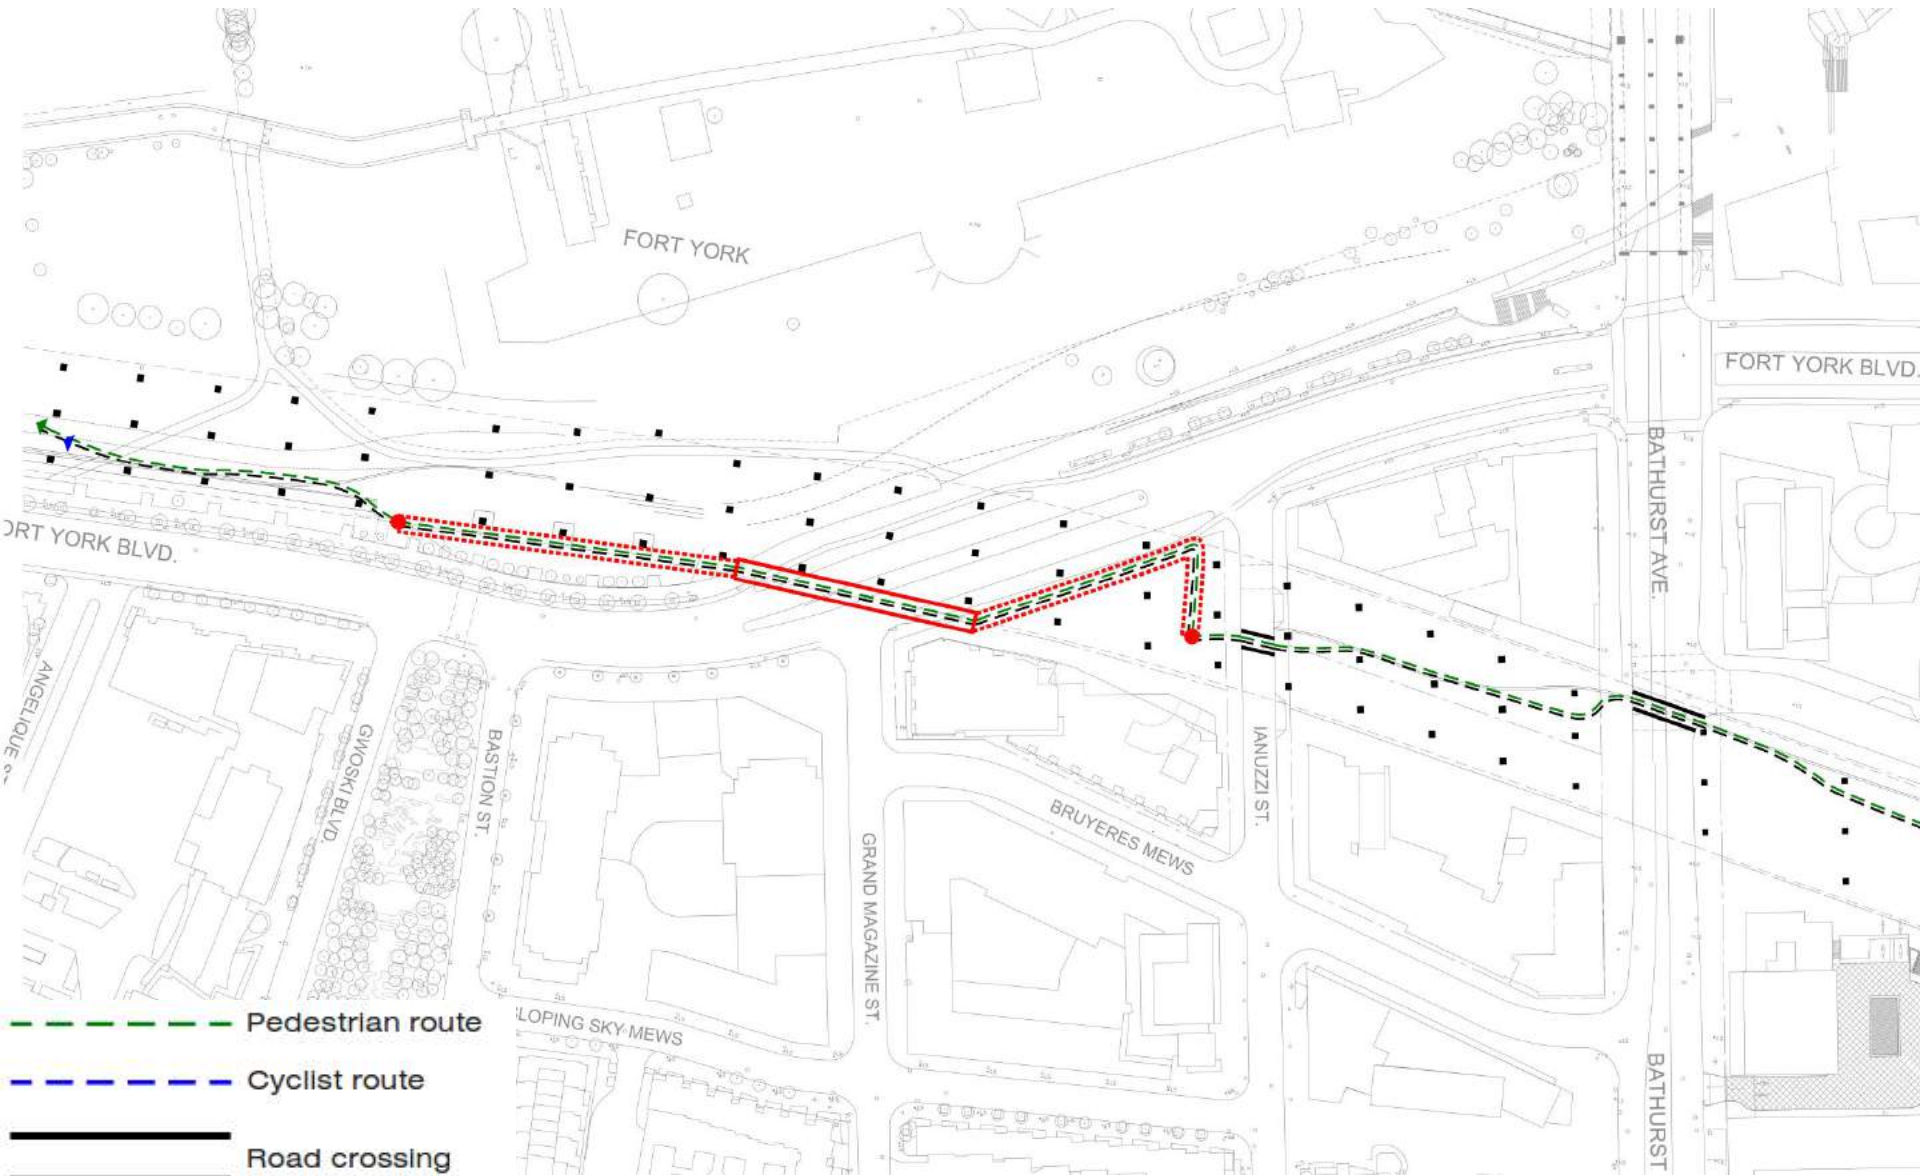 FORT YORK
FORT YORK BLVD.
BATHURST AVE.
ORT YORK BLVD.
ANGELIQUE S
GWOSKI BLVD.
BASTION ST.
IANUZZI ST.
BRUYERES MEWS
GRAND MAGAZINE ST.
LOPING SKY MEWS
BATHURST
Pedestrian route
Cyclist route
Road crossing